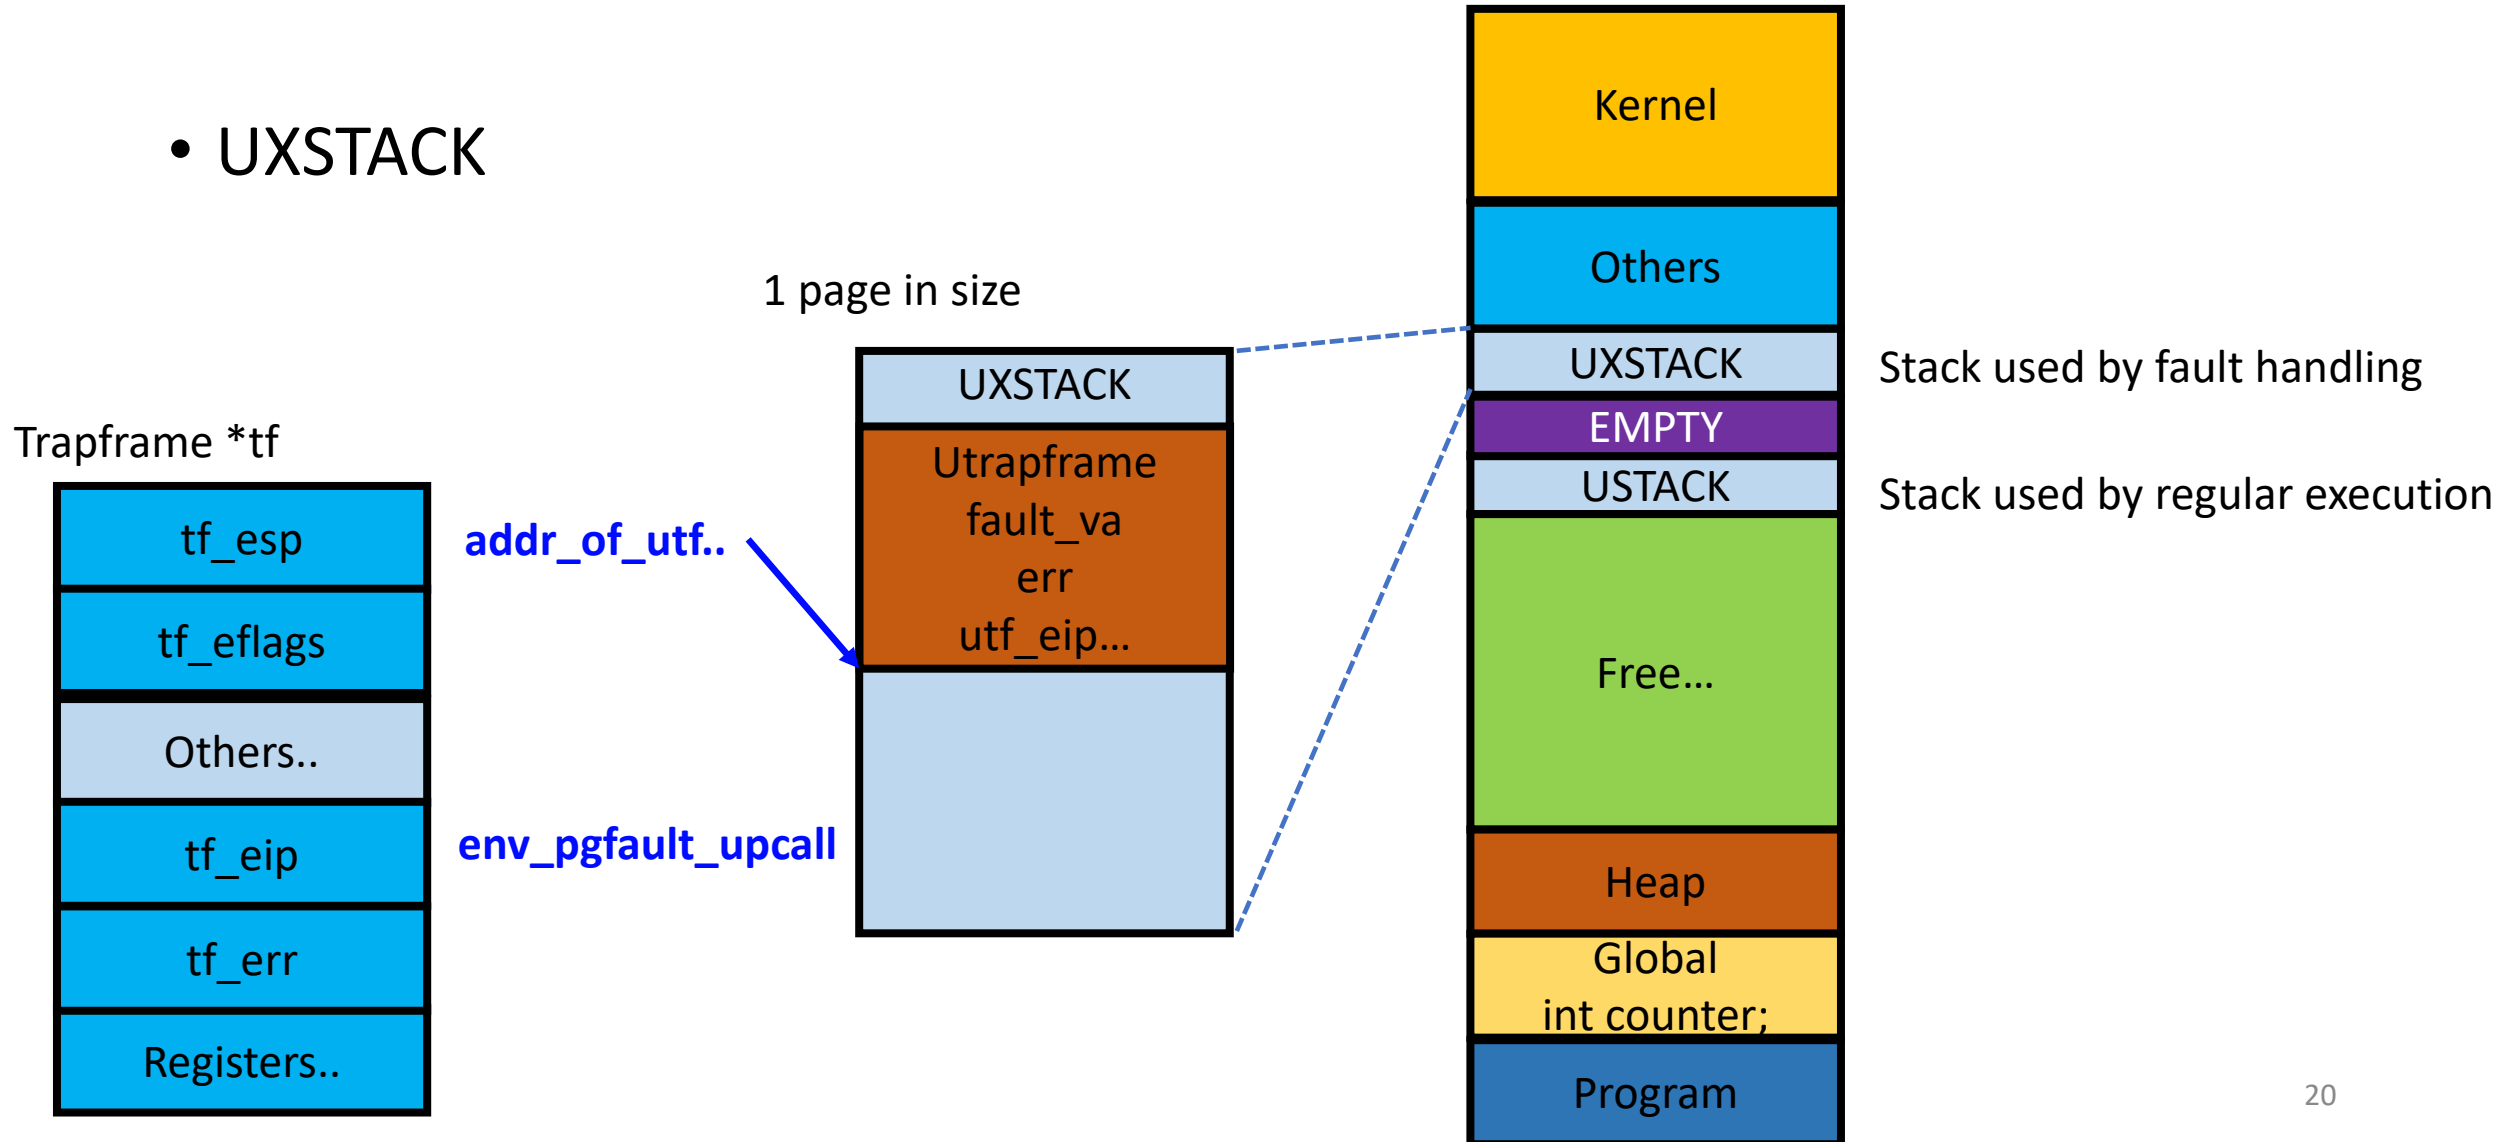 • UXSTACK
1 page in size
Trapframe *tf
tf_esp
tf_eflags
Others..
tf_eip
tf_err
Registers..
addr_of_utf..
env_pgfault_upcall
UXSTACK
Utrapframe
fault_va
err
utf_eip...
Kernel
Others
UXSTACK
EMPTY
USTACK
Free...
Heap
Global
int counter;
Program
Stack used by fault handling
Stack used by regular execution
20